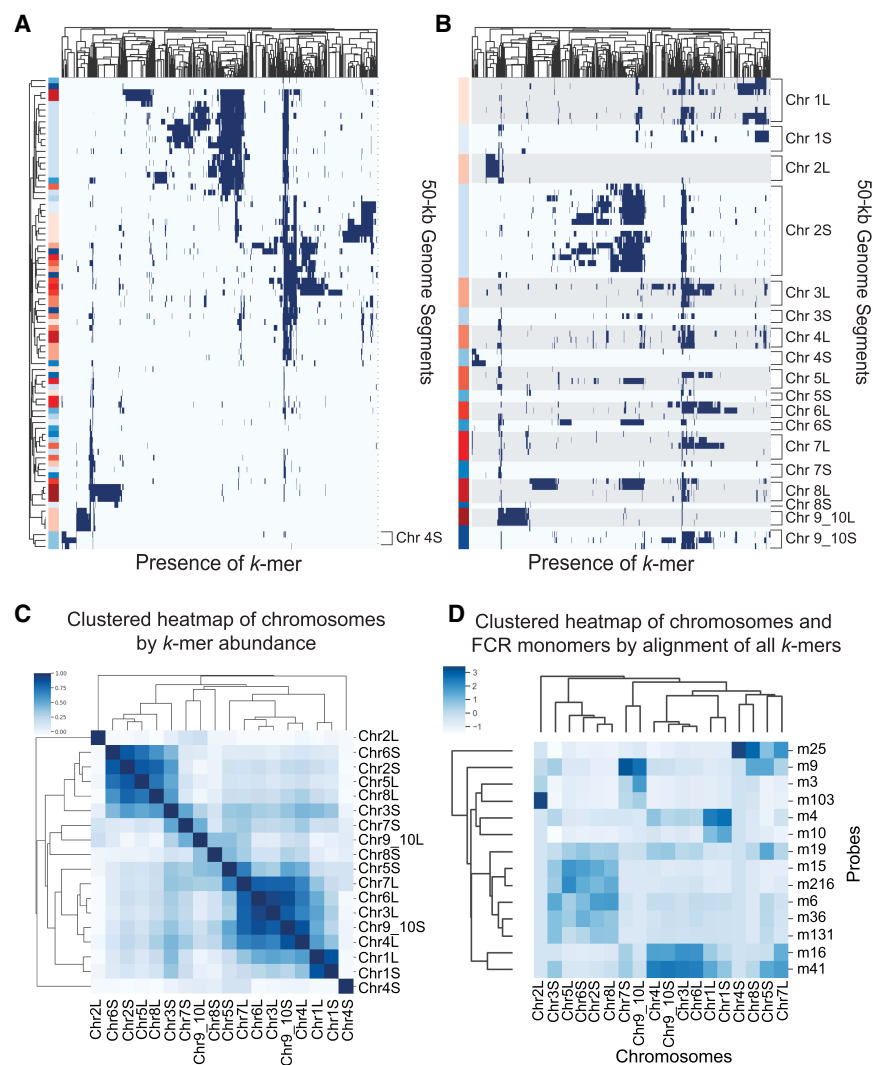 A
B
50-kb Genome Segments
Chr 4S
Presence of k-mer
Chr 1L
Chr 1S
Chr 2L
Chr 2S
Chr 3L
Chr 3S
Chr 4L
Chr 4S
Chr 5L
Chr 5S
Chr 6L
Chr 6S
Chr 7L
Chr 7S
Chr 8L
Chr 8S
Chr 9_10L
Chr 9_10S
50-kb Genome Segments
Presence of k-mer
C
Clustered heatmap of chromosomes
by k-mer abundance
1.00
0.75
0.50
0.25
0.00
Chr2L
Chr6S
Chr2S
Chr5L
Chr8L
Chr3S
Chr7S
Chr9_10L
Chr8S
Chr5S
Chr7L
Chr6L
Chr3L
Chr9_10S
Chr4L
Chr1L
Chr1S
Chr4S
Chr2L
Chr6S
Chr2S
Chr5L
Chr8L
Chr3S
Chr7S
Chr9_10L
Chr8S
Chr5S
Chr7L
Chr6L
Chr3L
Chr9_10S
Chr4L
Chr1L
Chr1S
Chr4S
D
Clustered heatmap of chromosomes and
FCR monomers by alignment of all k-mers
3
2
1
0
−1
m25
m9
m3
m103
m4
m10
m19
m15
m216
m6
m36
m131
m16
m41
Probes
Chr2L
Chr3S
Chr5L
Chr6S
Chr2S
Chr8L
Chr7S
Chr9_10L
Chr4L
Chr9_10S
Chr3L
Chr6L
Chr1L
Chr1S
Chr4S
Chr8S
Chr5S
Chr7L
Chromosomes